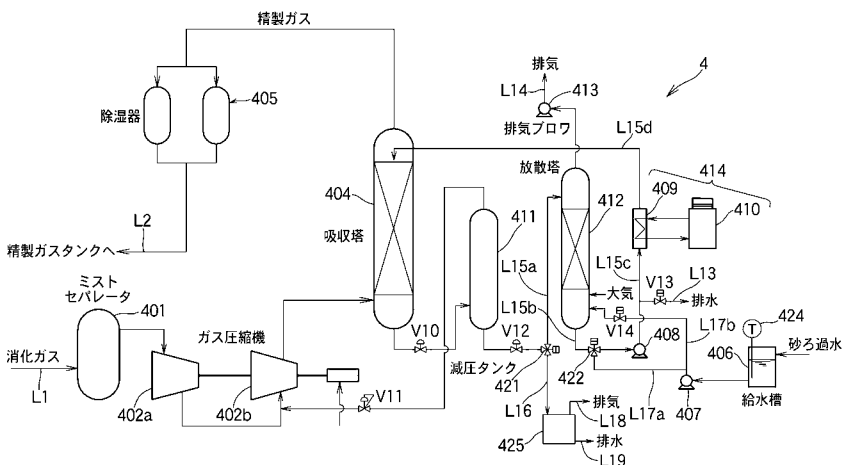 精製ガス
4
排気
L14
413
排気ブロワ
405
除湿器
L15d
放散塔
414
409
410
404
吸収塔
411
412
L2
精製ガスタンクへ
L15a
L15c
V13
L13
排水
大気
L15b
V14
L17b
T
424
ミスト
セパレータ
401
ガス圧縮機
消化ガス
L1
402a
402b
V10
V11
V12
減圧タンク
421
422
408
406
砂ろ過水
給水槽
407
L17a
L16
排気
L18
425
排水
L19